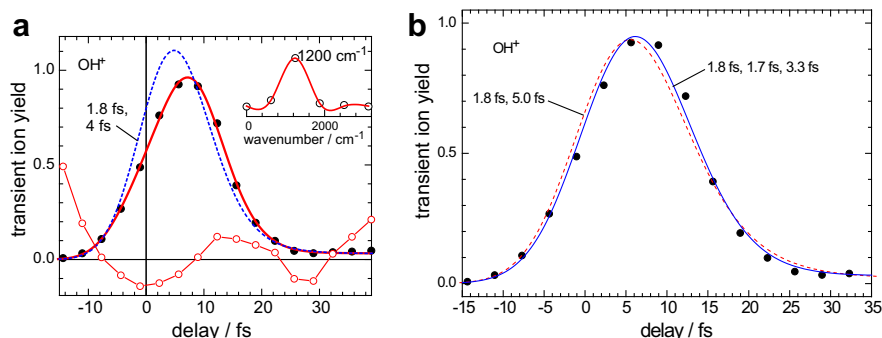 a
OH+
1200 cm-1
1.8 fs,
4 fs
0
2000
wavenumber / cm-1
transient ion yield
1.0
0.5
0.0
-10
0
10
20
30
delay / fs
b
OH+
1.8 fs, 1.7 fs, 3.3 fs
1.8 fs, 5.0 fs
transient ion yield
1.0
0.5
0.0
-15
-10
-5
0
5
10
15
20
25
30
35
delay / fs